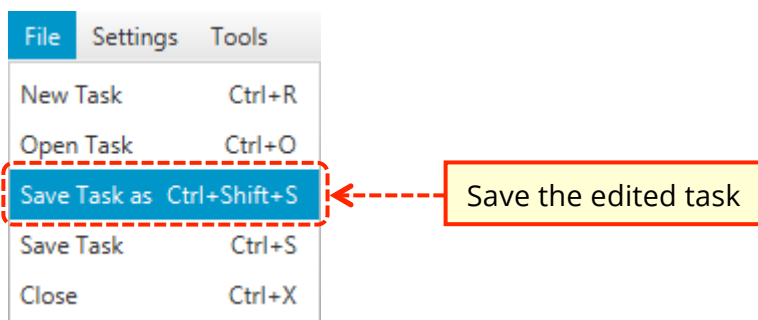 File Settings Tools
New Task Ctrl+R
Open Task Ctrl+O
Save Task as Ctrl+Shift+S
Save the edited task
Save Task Ctrl+S
Close Ctrl+X